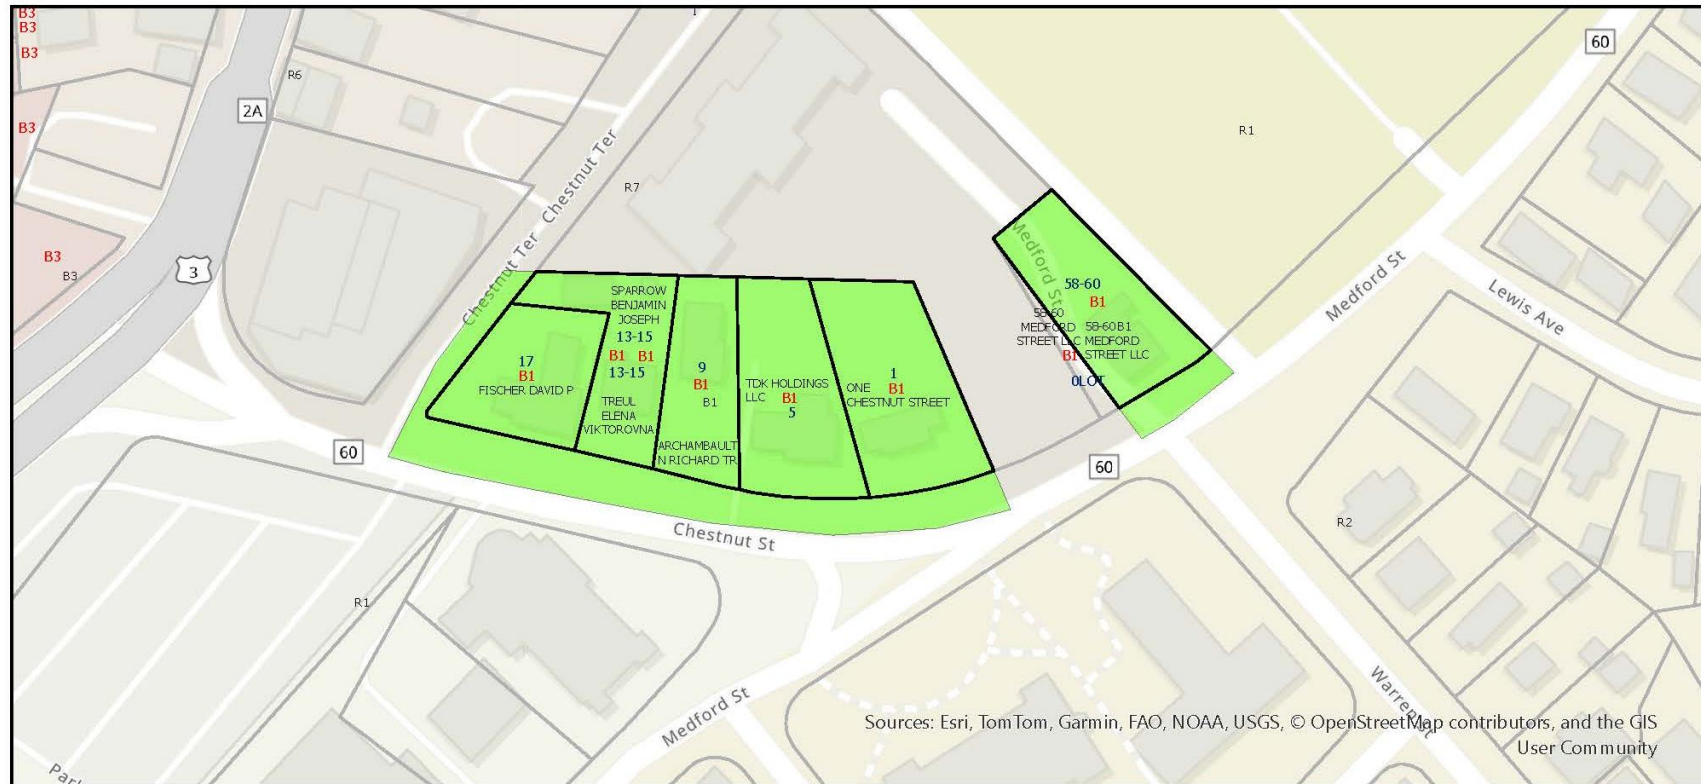 B3
B3
B3
B3
B3
B3
R6
2A
3
Chestnut Ter
Chestnut Ter
R7
R1
60
Medford St
Lewis Ave
Medford St
58-60
B1
58-60
MEDFORD
STREET LLC
B1
58-60B1
MEDFORD
STREET LLC
0LOT
SPARROW
BENJAMIN
JOSEPH
13-15
B1 B1
13-15
TREUL
ELENA
VIKTOROVNA
17
B1
FISCHER DAVID P
9
B1
B1
ARCHAMBAULT
N RICHARD TR
TDK HOLDINGS
LLC
B1
5
1
ONE B1
CHESTNUT STREET
60
60
Chestnut St
R2
R1
Medford St
Warren St
Sources: Esri, TomTom, Garmin, FAO, NOAA, USGS, © OpenStreetMap contributors, and the GIS
User Community